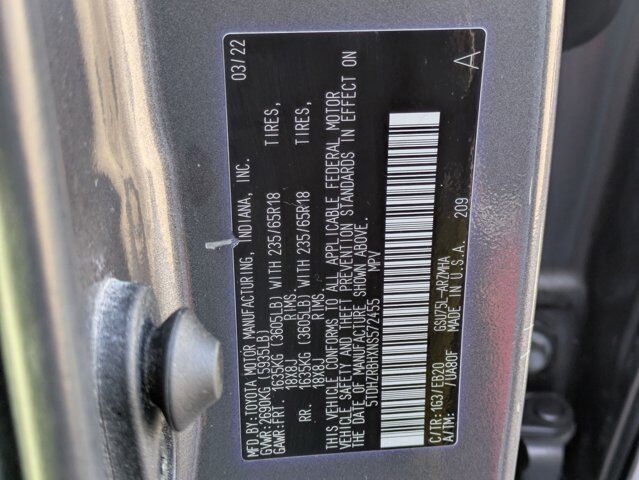 MFD. BY: TOYOTA MOTOR MANUFACTURING, INDIANA, INC. 03/22
GVWR: 2690KG (5935LB)
GAWR: FRT. 1635KG (3605LB) WITH 235/65R18 TIRES,
18X8J RIMS
RR. 1635KG (3605LB) WITH 235/65R18 TIRES,
18X8J RIMS
THIS VEHICLE CONFORMS TO ALL APPLICABLE FEDERAL MOTOR
VEHICLE SAFETY AND THEFT PREVENTION STANDARDS IN EFFECT ON
THE DATE OF MANUFACTURE SHOWN ABOVE.
5TDHZRBHXNS572455 MPV
C/TR: 1G3/EB20 GSU75L-ARZMHA 209
A/TM: /UA80F MADE IN U.S.A. A